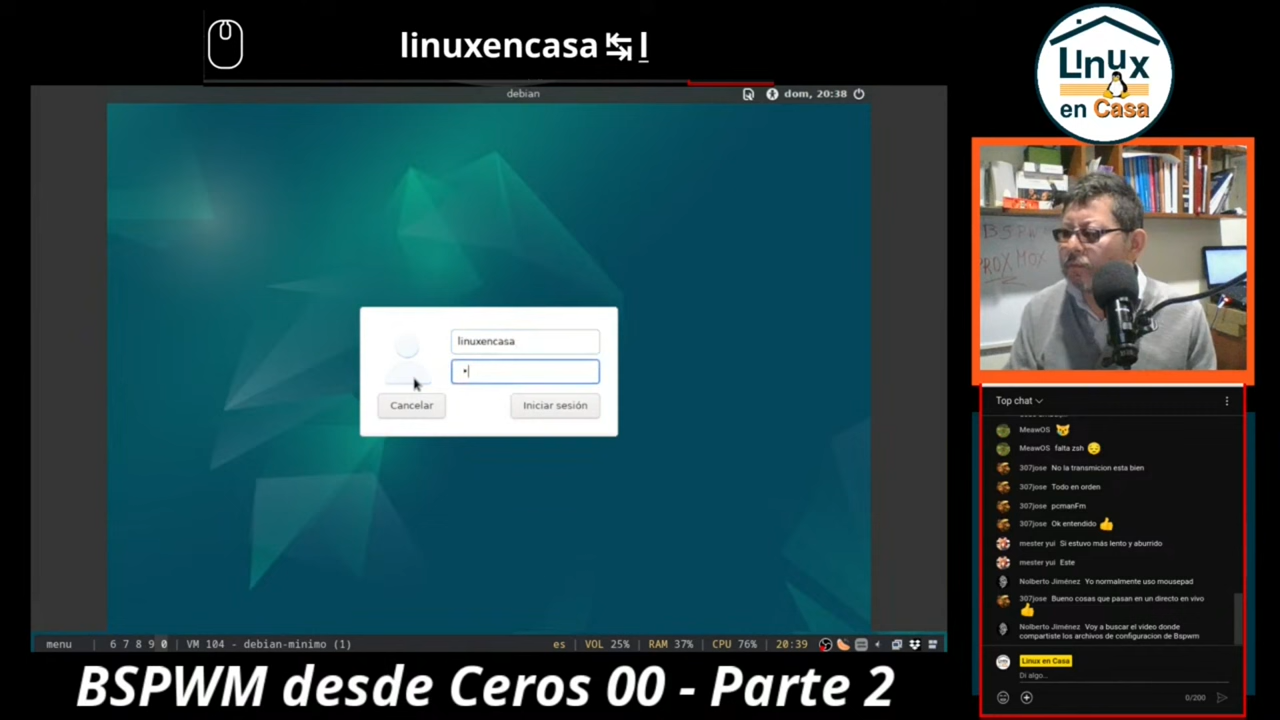 linuxencasa ↹ l
Linux
en Casa
debian
dom, 20:38
linuxencasa
•
Cancelar
Iniciar sesión
BSPW
PROXMOX
Top chat
MeawOS 😺
MeawOS falta zsh 😔
307jose No la transmicion esta bien
307jose Todo en orden
307jose pcmanFm
307jose Ok entendido 👍
mester yui Si estuvo más lento y aburrido
mester yui Este
Nolberto Jiménez Yo normalmente uso mousepad
307jose Bueno cosas que pasan en un directo en vivo
👍
Nolberto Jiménez Voy a buscar el video donde
compartiste los archivos de configuracion de Bspwm
Linux en Casa
Di algo...
0/200
menu | 6 7 8 9 0 | VM 104 - debian-minimo (1)
es | VOL 25% | RAM 37% | CPU 76% | 20:39
BSPWM desde Ceros 00 - Parte 2